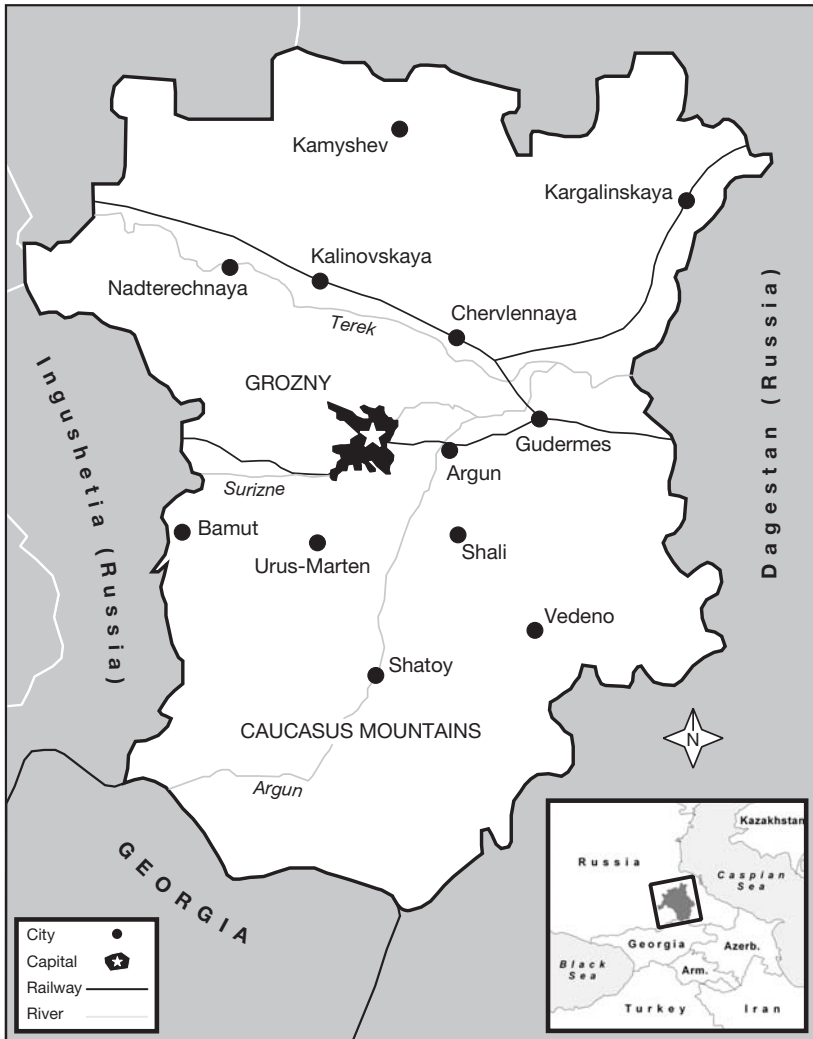 Kamyshev
Kargalinskaya
Kalinovskaya
Nadterechnaya
Chervlennaya
Terek
GROZNY
Gudermes
Argun
Surizne
Bamut
Urus-Marten
Shali
Vedeno
Shatoy
CAUCASUS MOUNTAINS
Argun
Ingushetia (Russia)
Dagestan (Russia)
GEORGIA
N
City
Capital
Railway
River
Kazakhstan
Russia
Caspian
Sea
Georgia
Azerb.
Black
Sea
Arm.
Turkey
Iran